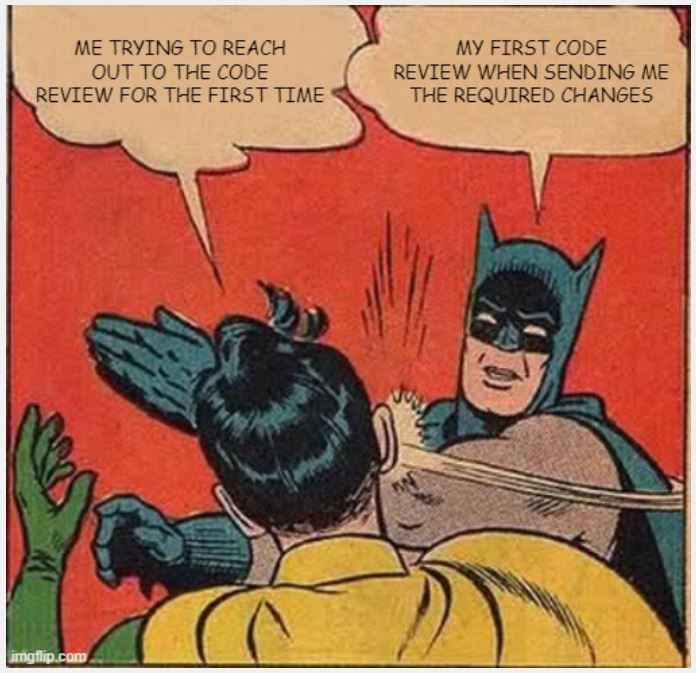 ME TRYING TO REACH
OUT TO THE CODE
REVIEW FOR THE FIRST TIME
MY FIRST CODE
REVIEW WHEN SENDING ME
THE REQUIRED CHANGES
imgflip.com